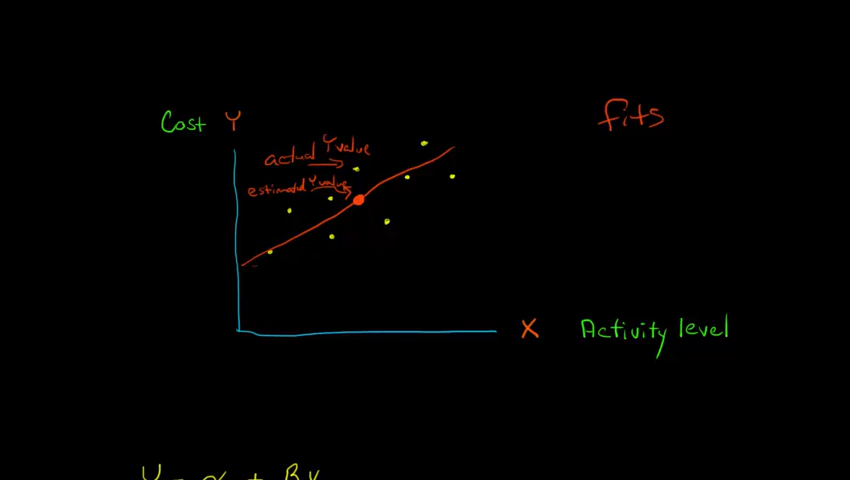 fits
Cost Y
actual Y value
estimated Y value
X Activity level